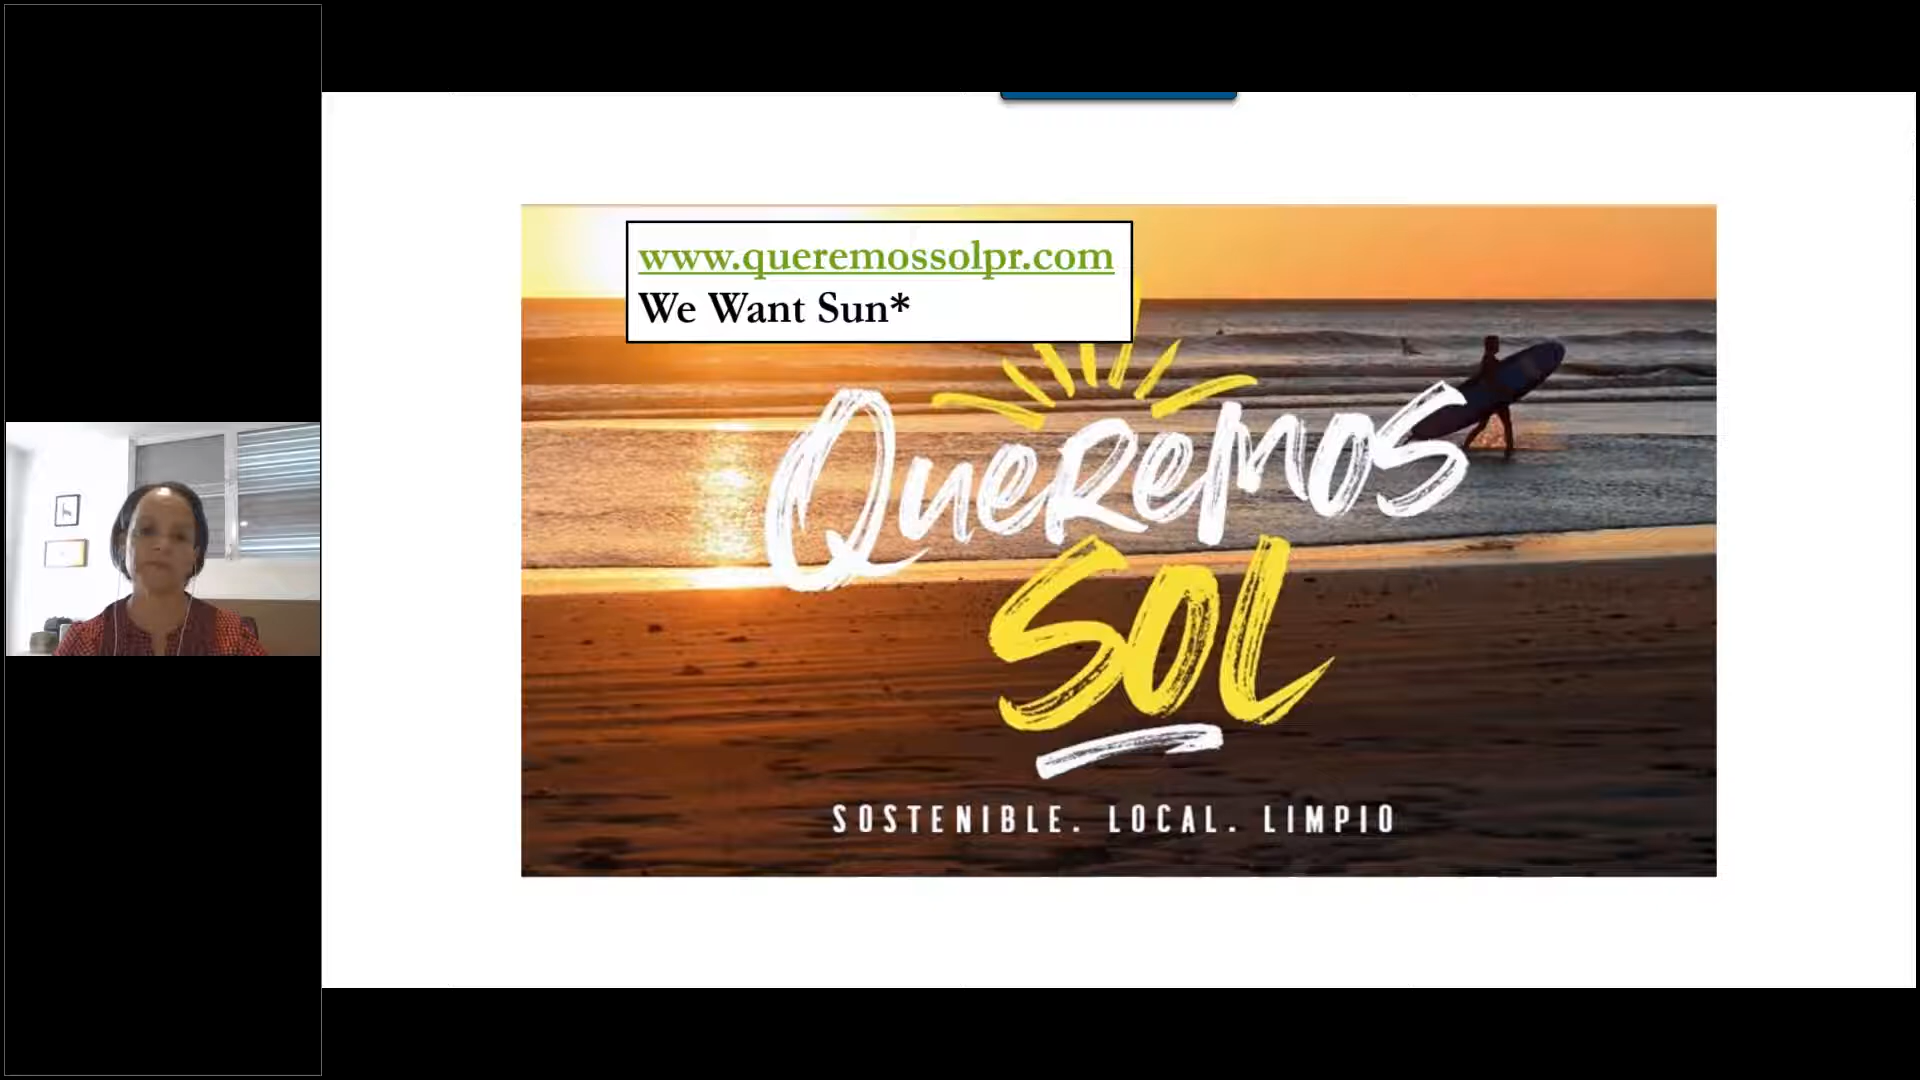 www.queremossolpr.com
We Want Sun*
Queremos
Sol
SOSTENIBLE. LOCAL. LIMPIO